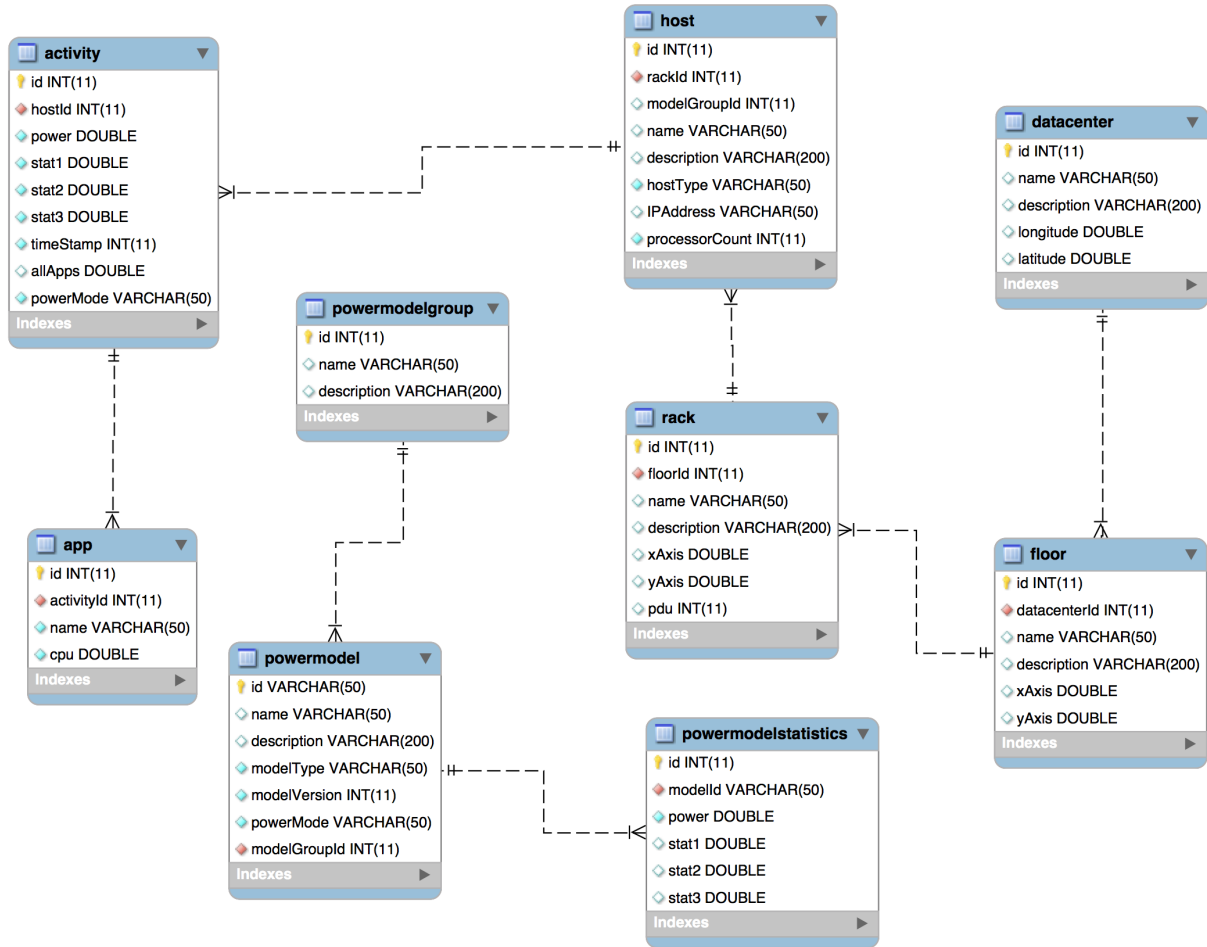 activity
id INT(11)
hostId INT(11)
power DOUBLE
stat1 DOUBLE
stat2 DOUBLE
stat3 DOUBLE
timeStamp INT(11)
allApps DOUBLE
powerMode VARCHAR(50)
Indexes
host
id INT(11)
rackId INT(11)
modelGroupId INT(11)
name VARCHAR(50)
description VARCHAR(200)
hostType VARCHAR(50)
IPAddress VARCHAR(50)
processorCount INT(11)
Indexes
datacenter
id INT(11)
name VARCHAR(50)
description VARCHAR(200)
longitude DOUBLE
latitude DOUBLE
Indexes
powermodelgroup
id INT(11)
name VARCHAR(50)
description VARCHAR(200)
Indexes
rack
id INT(11)
floorId INT(11)
name VARCHAR(50)
description VARCHAR(200)
xAxis DOUBLE
yAxis DOUBLE
pdu INT(11)
Indexes
app
id INT(11)
activityId INT(11)
name VARCHAR(50)
cpu DOUBLE
Indexes
floor
id INT(11)
datacenterId INT(11)
name VARCHAR(50)
description VARCHAR(200)
xAxis DOUBLE
yAxis DOUBLE
Indexes
powermodel
id VARCHAR(50)
name VARCHAR(50)
description VARCHAR(200)
modelType VARCHAR(50)
modelVersion INT(11)
powerMode VARCHAR(50)
modelGroupId INT(11)
Indexes
powermodelstatistics
id INT(11)
modelId VARCHAR(50)
power DOUBLE
stat1 DOUBLE
stat2 DOUBLE
stat3 DOUBLE
Indexes